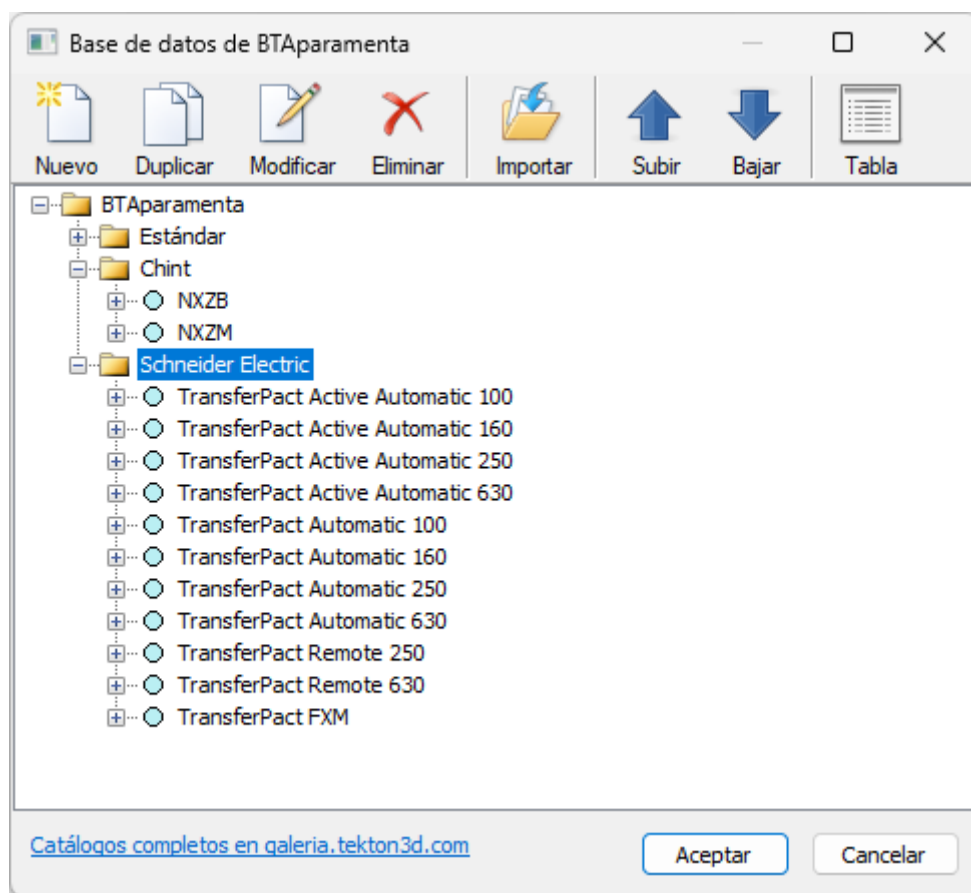 Base de datos de BTAparamenta
Nuevo Duplicar Modificar Eliminar Importar Subir Bajar Tabla
BTAparamenta
Estándar
Chint
NXZB
NXZM
Schneider Electric
TransferPact Active Automatic 100
TransferPact Active Automatic 160
TransferPact Active Automatic 250
TransferPact Active Automatic 630
TransferPact Automatic 100
TransferPact Automatic 160
TransferPact Automatic 250
TransferPact Automatic 630
TransferPact Remote 250
TransferPact Remote 630
TransferPact FXM
Catálogos completos en galeria.tekton3d.com
Aceptar Cancelar